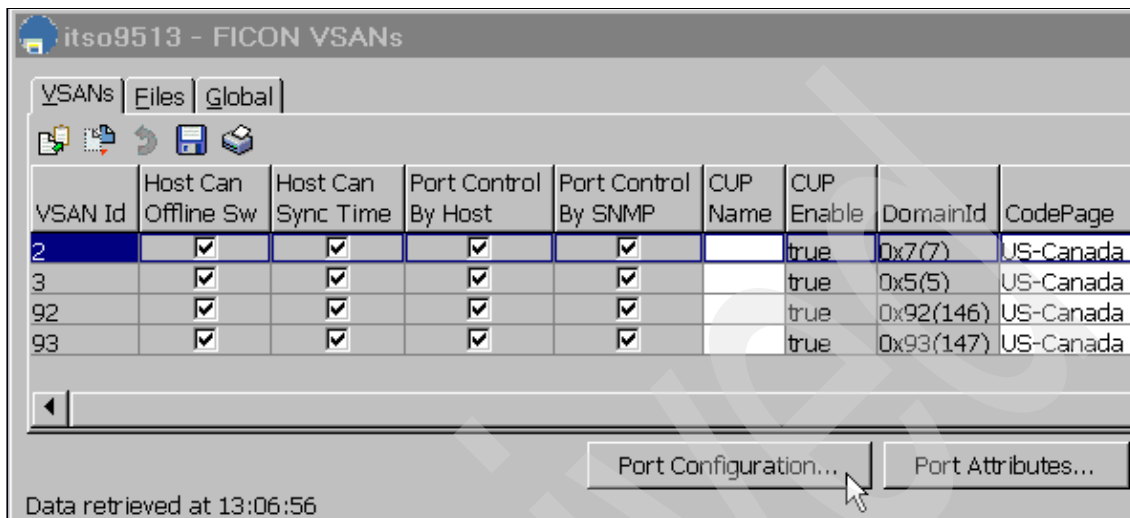 itso9513 - FICON VSANs
VSANs Files Global
VSAN Id Host Can Offline Sw Host Can Sync Time Port Control By Host Port Control By SNMP CUP Name CUP Enable DomainId CodePage
2 true 0x7(7) US-Canada
3 true 0x5(5) US-Canada
92 true 0x92(146) US-Canada
93 true 0x93(147) US-Canada
Port Configuration... Port Attributes...
Data retrieved at 13:06:56